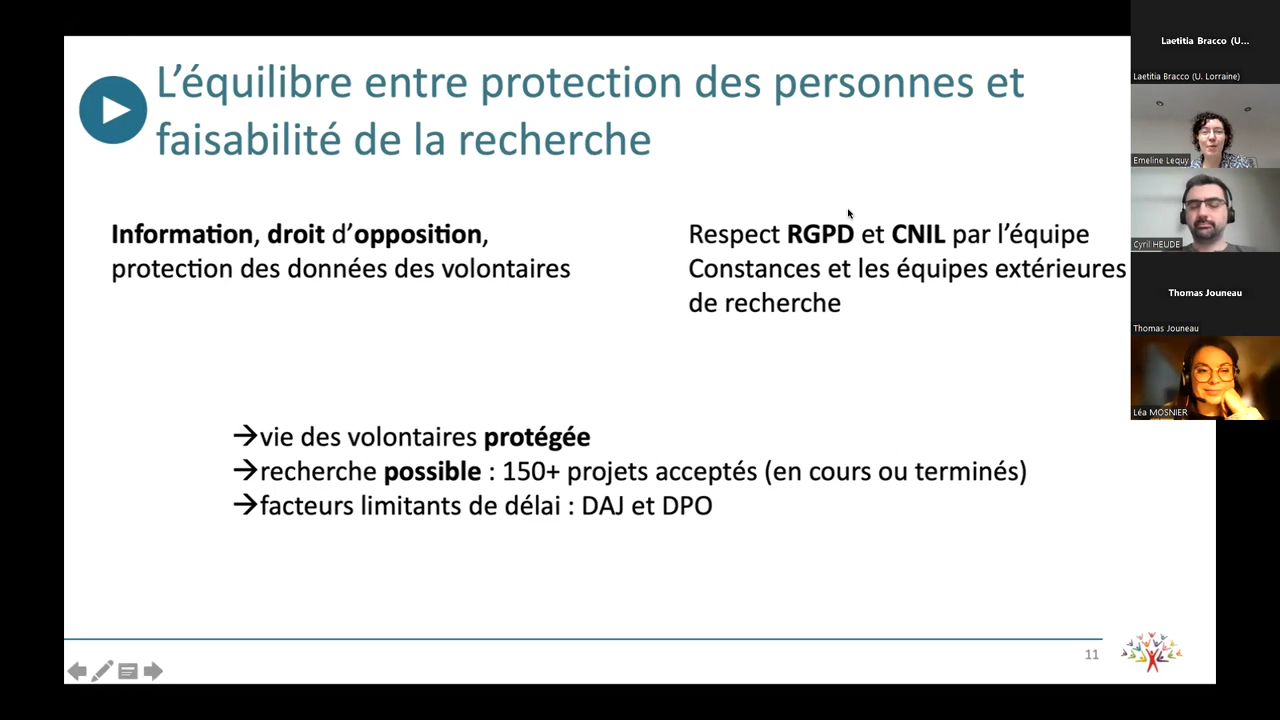 L'équilibre entre protection des personnes et
faisabilité de la recherche
Information, droit d'opposition,
protection des données des volontaires
Respect RGPD et CNIL par l'équipe
Constances et les équipes extérieures
de recherche
→vie des volontaires protégée
→recherche possible : 150+ projets acceptés (en cours ou terminés)
→facteurs limitants de délai : DAJ et DPO
11
Laetitia Bracco (U...
Laetitia Bracco (U. Lorraine)
Emeline Lequy
Cyril HEUDE
Thomas Jouneau
Thomas Jouneau
Léa MOSNIER